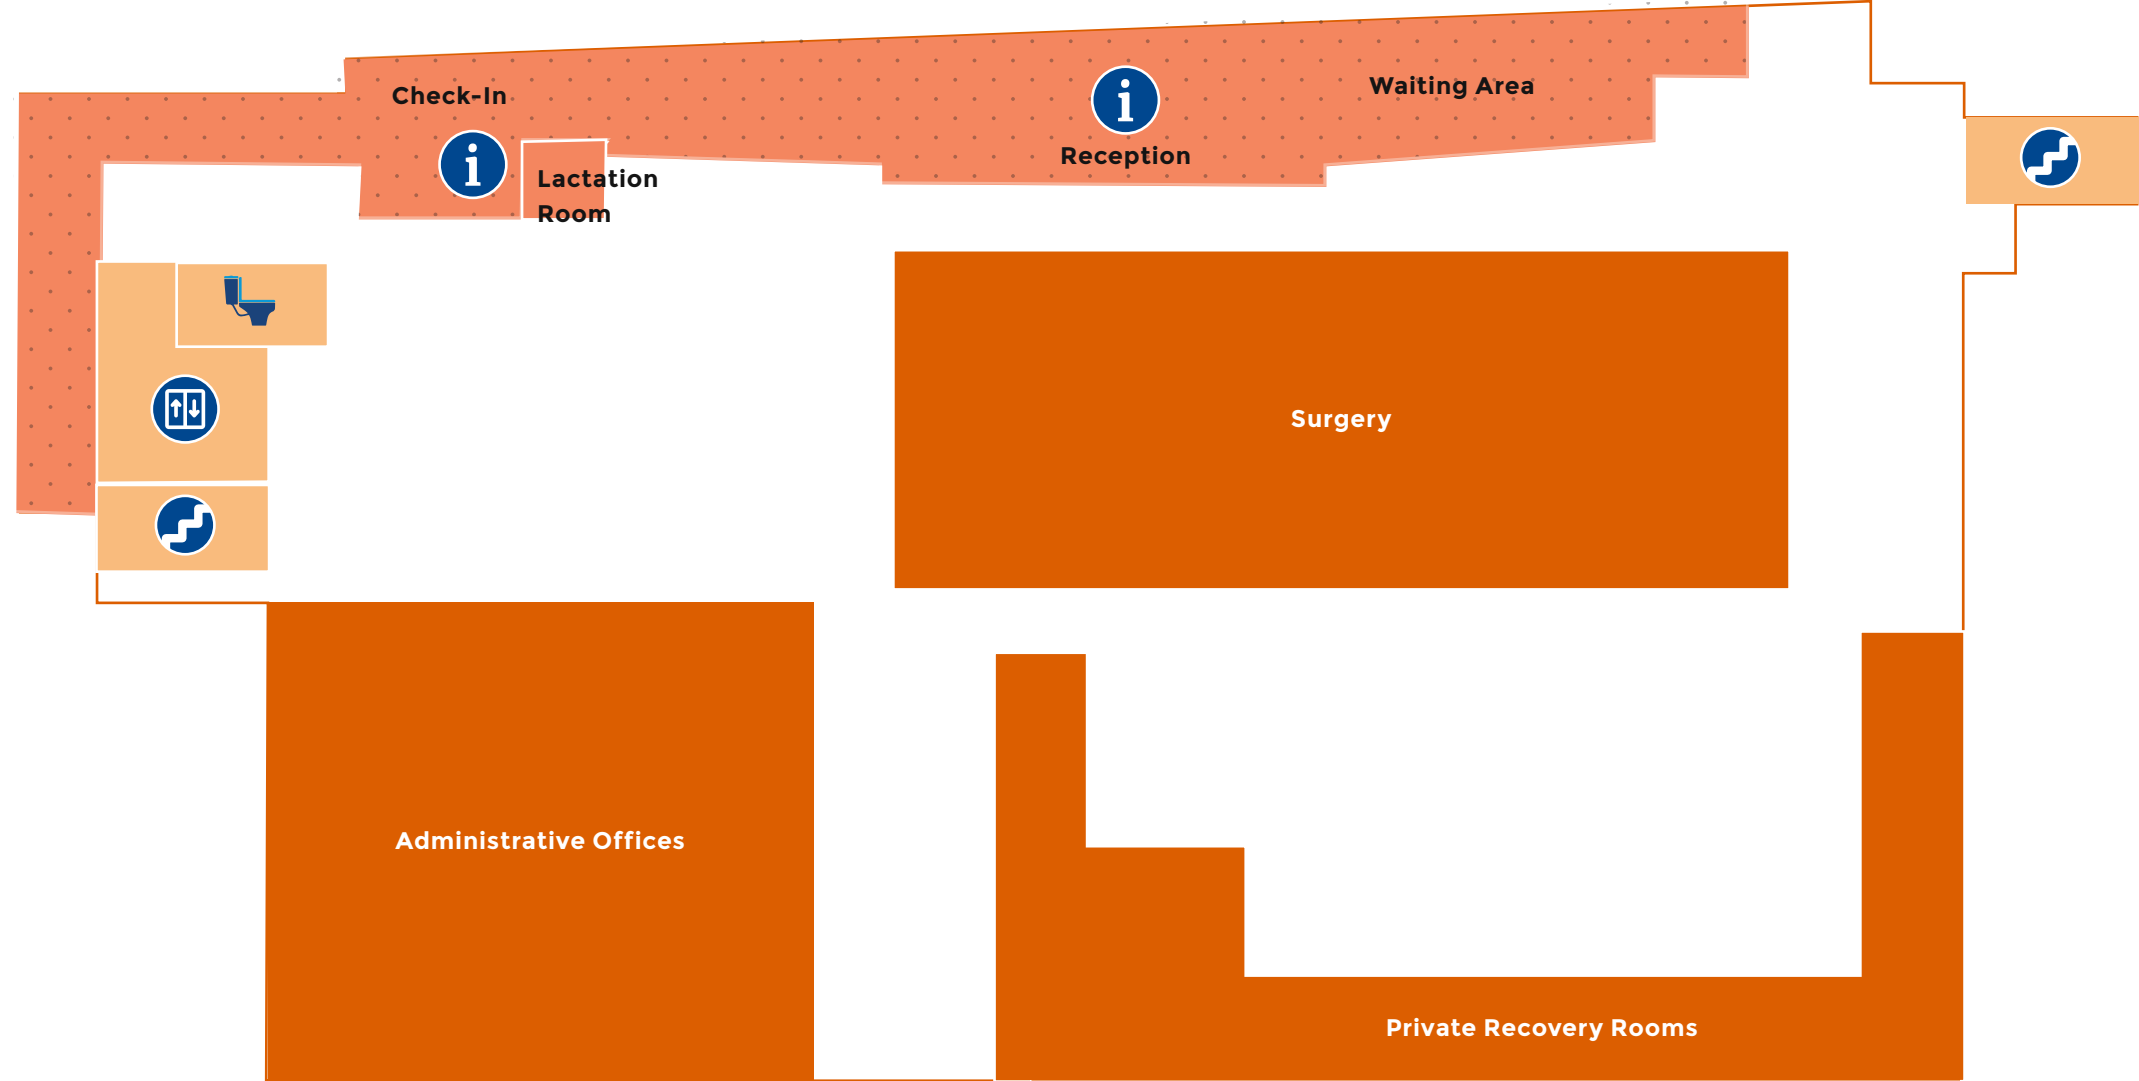 Check-In
Waiting Area
Reception
Lactation
Room
Surgery
Administrative Offices
Private Recovery Rooms